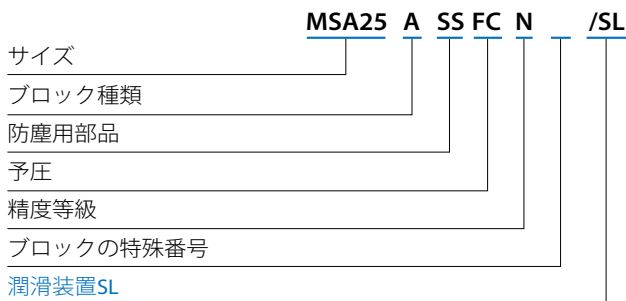 MSA25 A SS FC N _ /SL
サイズ
ブロック種類
防塵用部品
予圧
精度等級
ブロックの特殊番号
潤滑装置SL